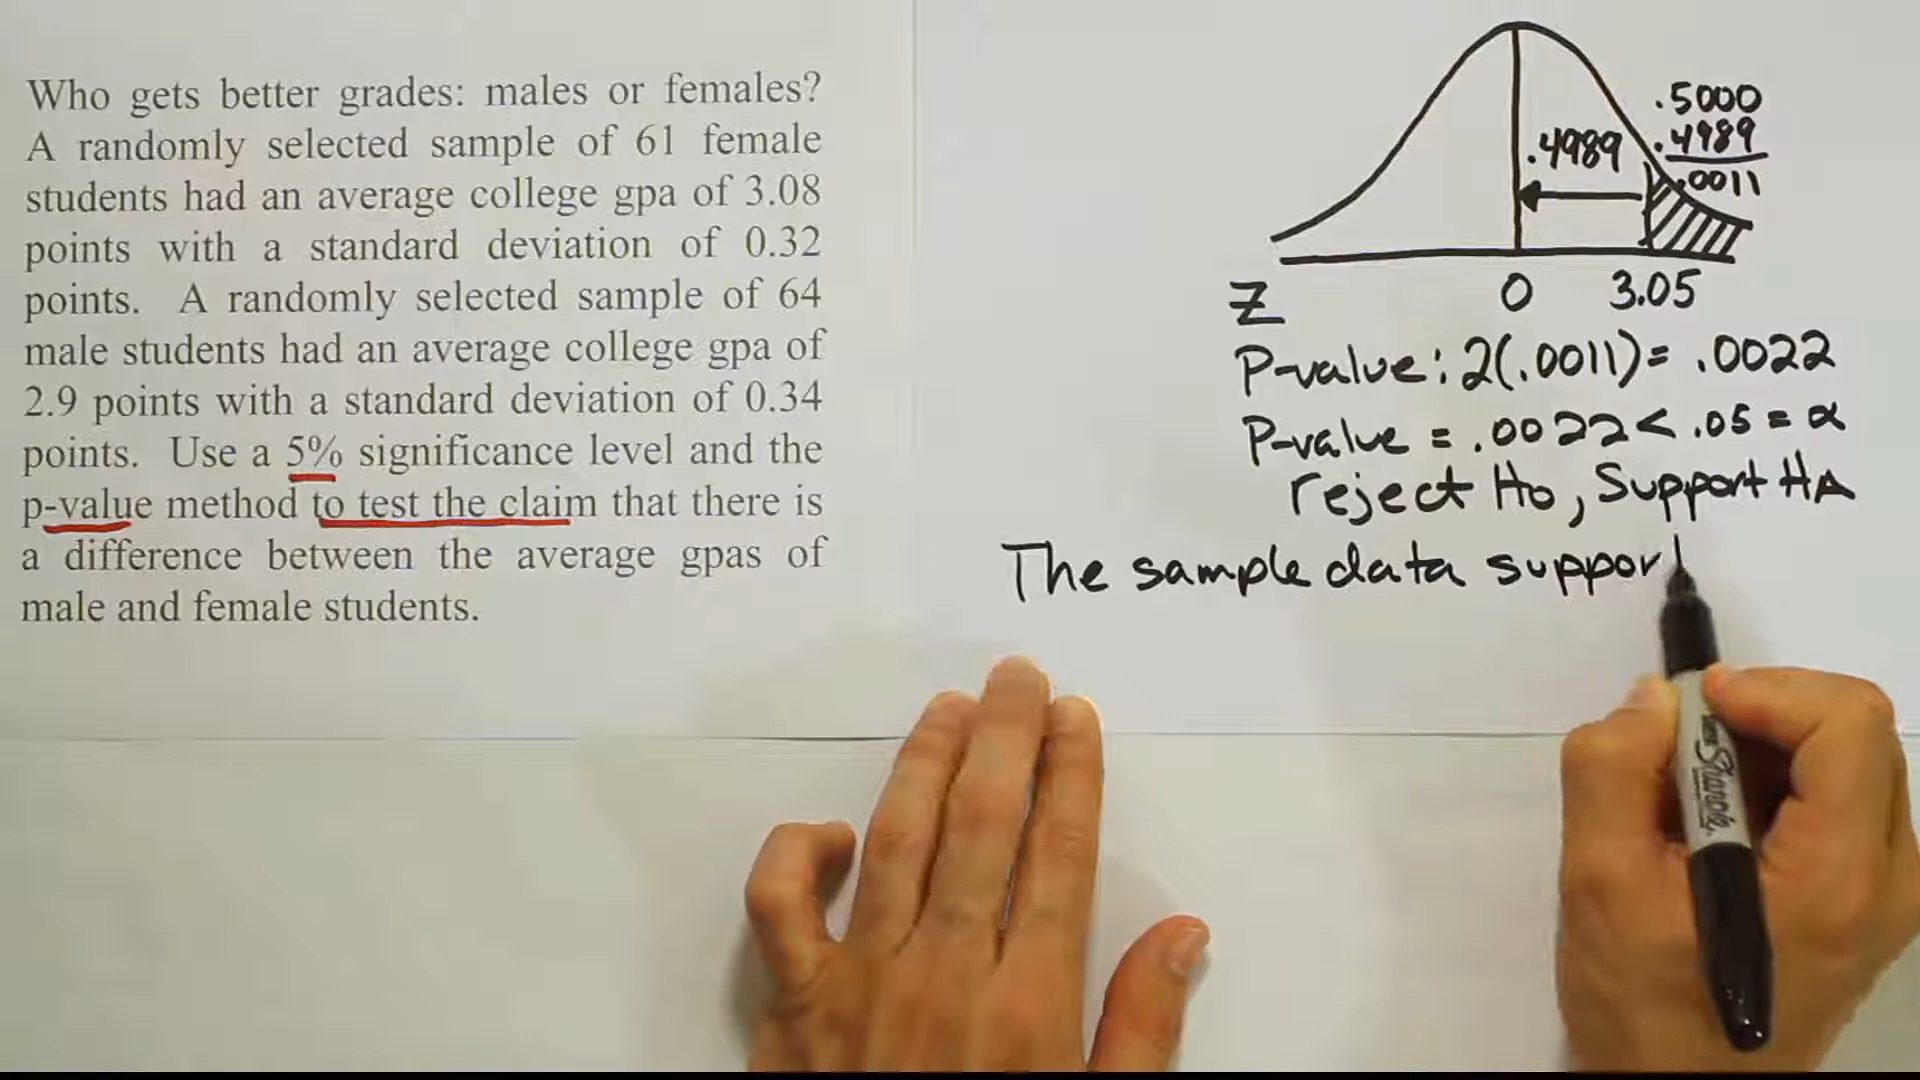 Who gets better grades: males or females?
A randomly selected sample of 61 female
students had an average college gpa of 3.08
points with a standard deviation of 0.32
points. A randomly selected sample of 64
male students had an average college gpa of
2.9 points with a standard deviation of 0.34
points. Use a 5% significance level and the
p-value method to test the claim that there is
a difference between the average gpas of
male and female students.
.5000
.4989
.4989
.0011
Z 0 3.05
P-value: 2(.0011) = .0022
P-value = .0022 < .05 = α
reject Ho, Support HA
The sample data support
Sharpie